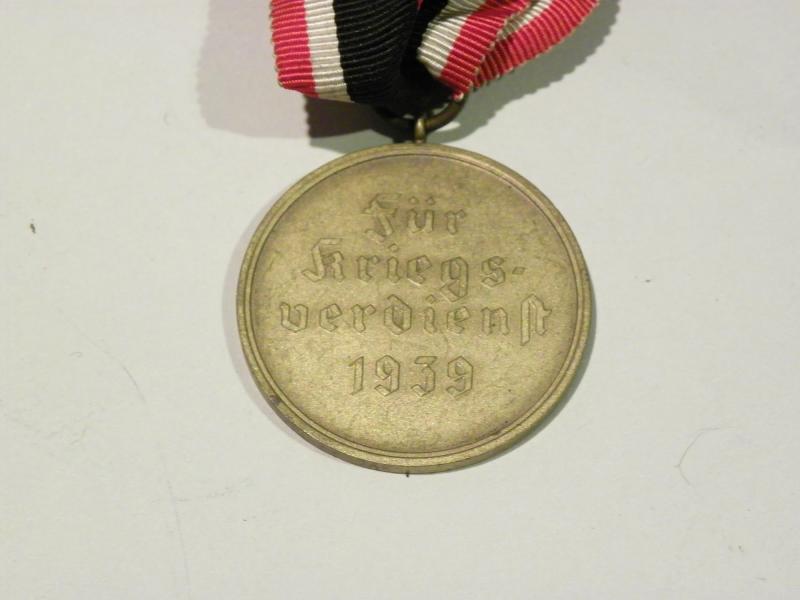 Für
Kriegs-
verdienst
1939